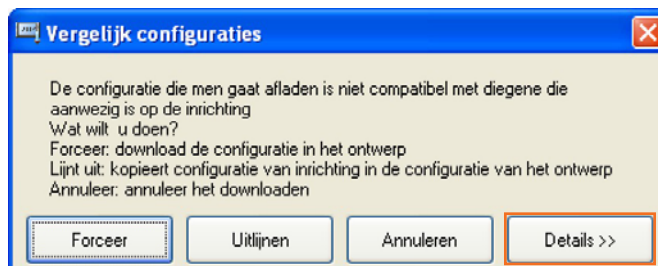 Vergelijk configuraties
De configuratie die men gaat afladen is niet compatibel met diegene die
aanwezig is op de inrichting
Wat wilt u doen?
Forceer: download de configuratie in het ontwerp
Lijnt uit: kopieert configuratie van inrichting in de configuratie van het ontwerp
Annuleer: annuleer het downloaden
Forceer
Uitlijnen
Annuleren
Details >>